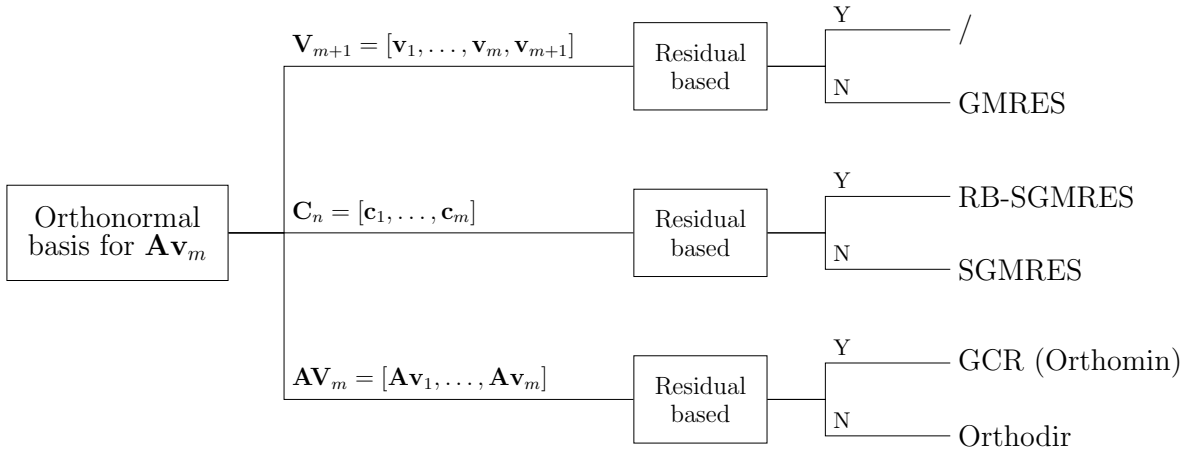 Orthonormal
basis for Av_m
V_{m+1} = [v_1, . . . , v_m, v_{m+1}]
Residual
based
Y
/
N
GMRES
C_n = [c_1, . . . , c_m]
Residual
based
Y
RB-SGMRES
N
SGMRES
AV_m = [Av_1, . . . , Av_m]
Residual
based
Y
GCR (Orthomin)
N
Orthodir